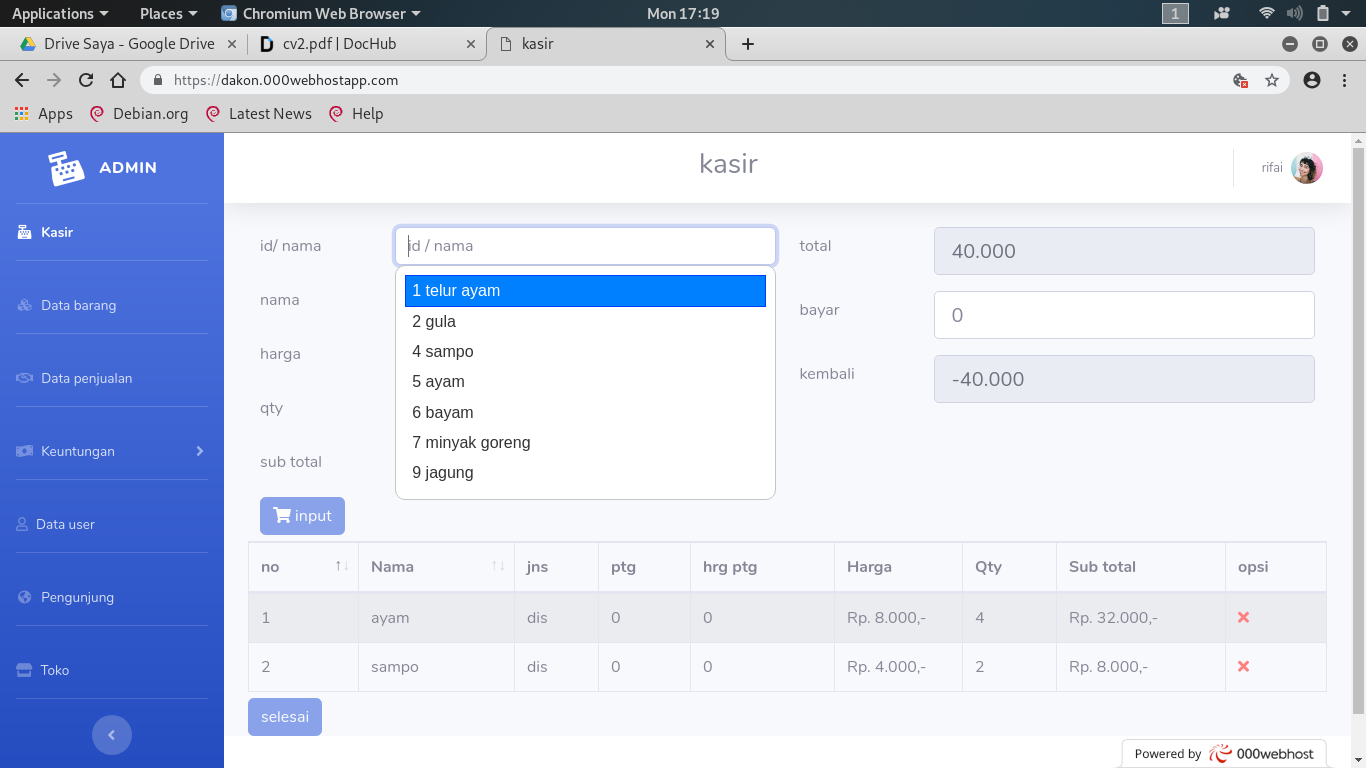 Applications Places Chromium Web Browser Mon 17:19 1
Drive Saya - Google Drive cv2.pdf | DocHub kasir
https://dakon.000webhostapp.com
Apps Debian.org Latest News Help
ADMIN
Kasir
Data barang
Data penjualan
Keuntungan
Data user
Pengunjung
Toko
kasir
rifai
id/ nama id / nama
1 telur ayam
2 gula
4 sampo
5 ayam
6 bayam
7 minyak goreng
9 jagung
nama
harga
qty
sub total
input
total 40.000
bayar 0
kembali -40.000
no Nama jns ptg hrg ptg Harga Qty Sub total opsi
1 ayam dis 0 0 Rp. 8.000,- 4 Rp. 32.000,-
2 sampo dis 0 0 Rp. 4.000,- 2 Rp. 8.000,-
selesai
Powered by 000webhost